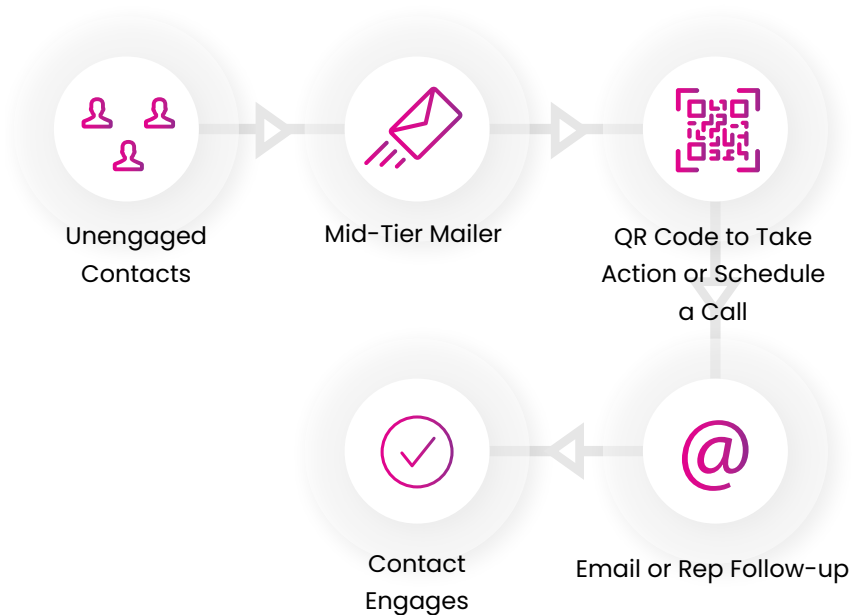 Unengaged
Contacts
Mid-Tier Mailer
QR Code to Take
Action or Schedule
a Call
@
Email or Rep Follow-up
Contact
Engages